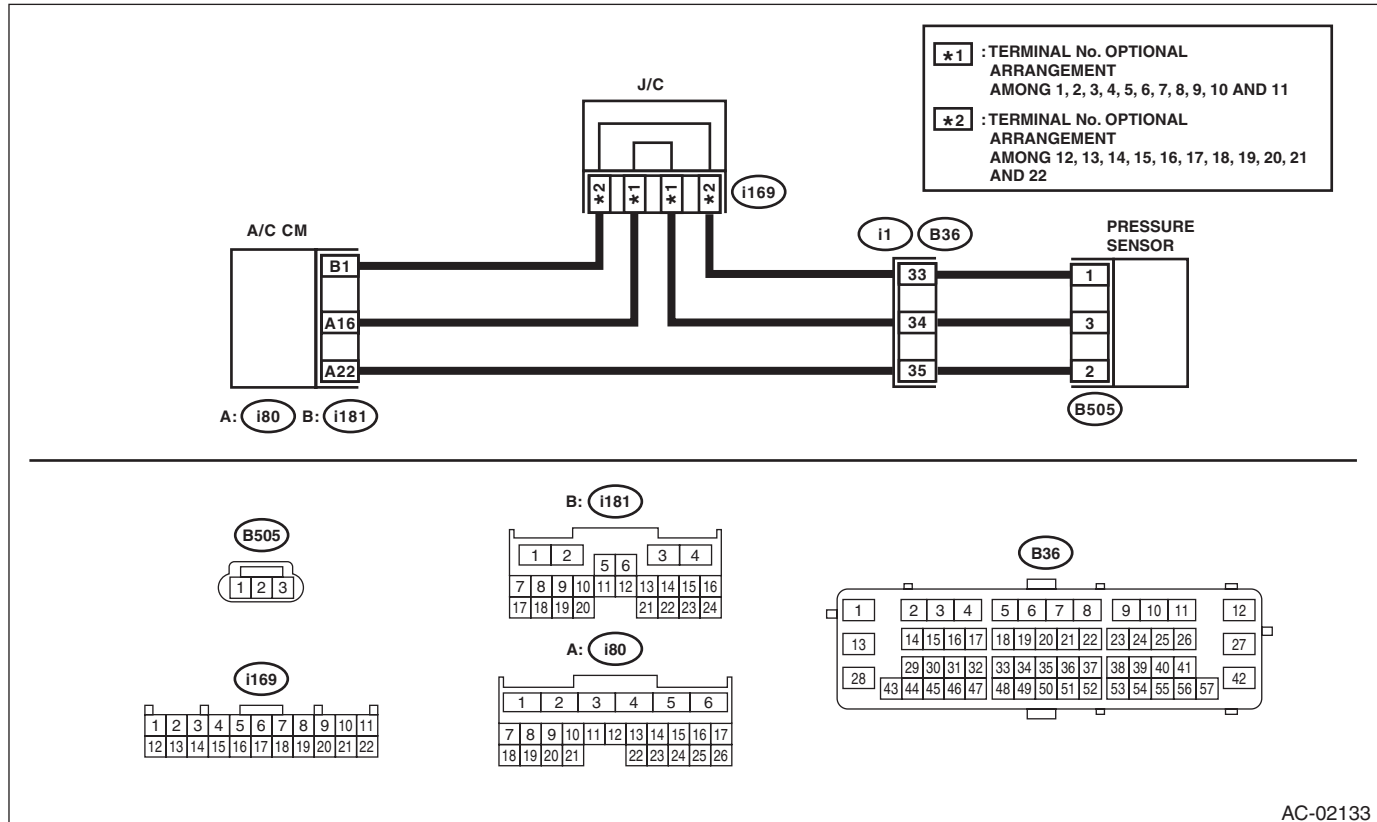 J/C
*1 : TERMINAL No. OPTIONAL
ARRANGEMENT
AMONG 1, 2, 3, 4, 5, 6, 7, 8, 9, 10 AND 11
*2 : TERMINAL No. OPTIONAL
ARRANGEMENT
AMONG 12, 13, 14, 15, 16, 17, 18, 19, 20, 21
AND 22
*2 *1 *1 *2 i169
A/C CM
i1 B36
PRESSURE
SENSOR
B1
33 1
A16 34 3
A22 35 2
A: i80 B: i181
B505
B505
1 2 3
B: i181
1 2 3 4
5 6
7 8 9 10 11 12 13 14 15 16
17 18 19 20 21 22 23 24
B36
1 2 3 4 5 6 7 8 9 10 11 12
13 14 15 16 17 18 19 20 21 22 23 24 25 26 27
28 29 30 31 32 33 34 35 36 37 38 39 40 41 42
43 44 45 46 47 48 49 50 51 52 53 54 55 56 57
i169
1 2 3 4 5 6 7 8 9 10 11
12 13 14 15 16 17 18 19 20 21 22
A: i80
1 2 3 4 5 6
7 8 9 10 11 12 13 14 15 16 17
18 19 20 21 22 23 24 25 26
AC-02133